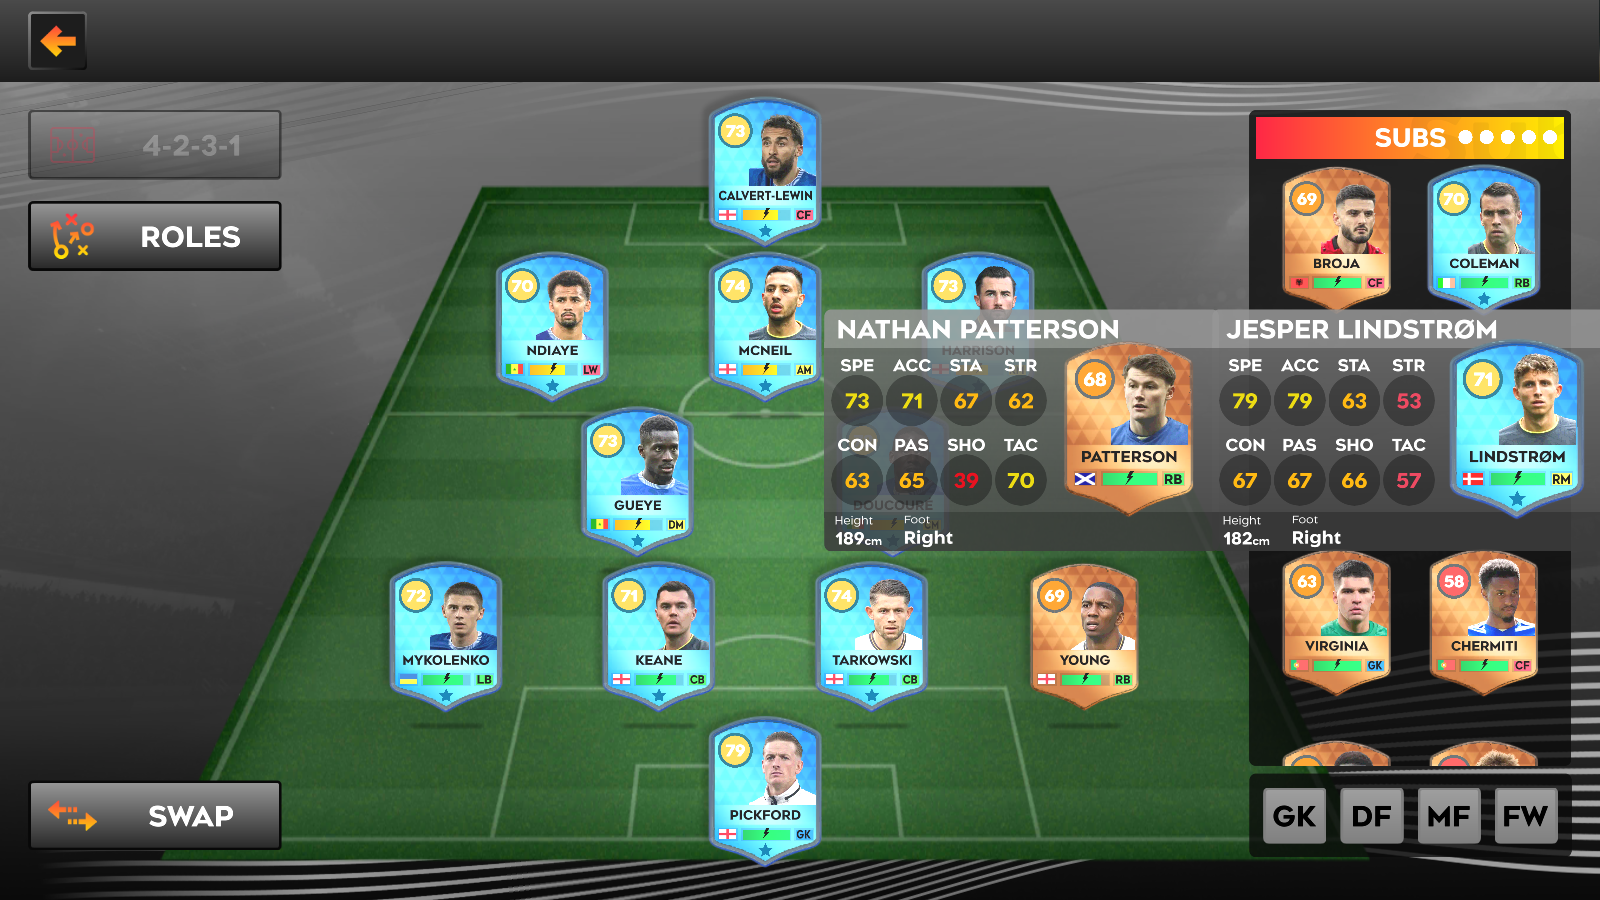 4-2-3-1
ROLES
SWAP
73
CALVERT-LEWIN
CF
70
NDIAYE
LW
74
MCNEIL
AM
73
HARRISON
73
GUEYE
DM
DOUCOURÉ
72
MYKOLENKO
LB
71
KEANE
CB
74
TARKOWSKI
CB
69
YOUNG
RB
79
PICKFORD
GK
NATHAN PATTERSON
SPE ACC STA STR
73 71 67 62
CON PAS SHO TAC
63 65 39 70
Height Foot
189cm Right
68
PATTERSON
RB
JESPER LINDSTRØM
SPE ACC STA STR
79 79 63 53
CON PAS SHO TAC
67 67 66 57
Height Foot
182cm Right
71
LINDSTRØM
RM
SUBS
69
BROJA
CF
70
COLEMAN
RB
63
VIRGINIA
GK
58
CHERMITI
CF
GK DF MF FW